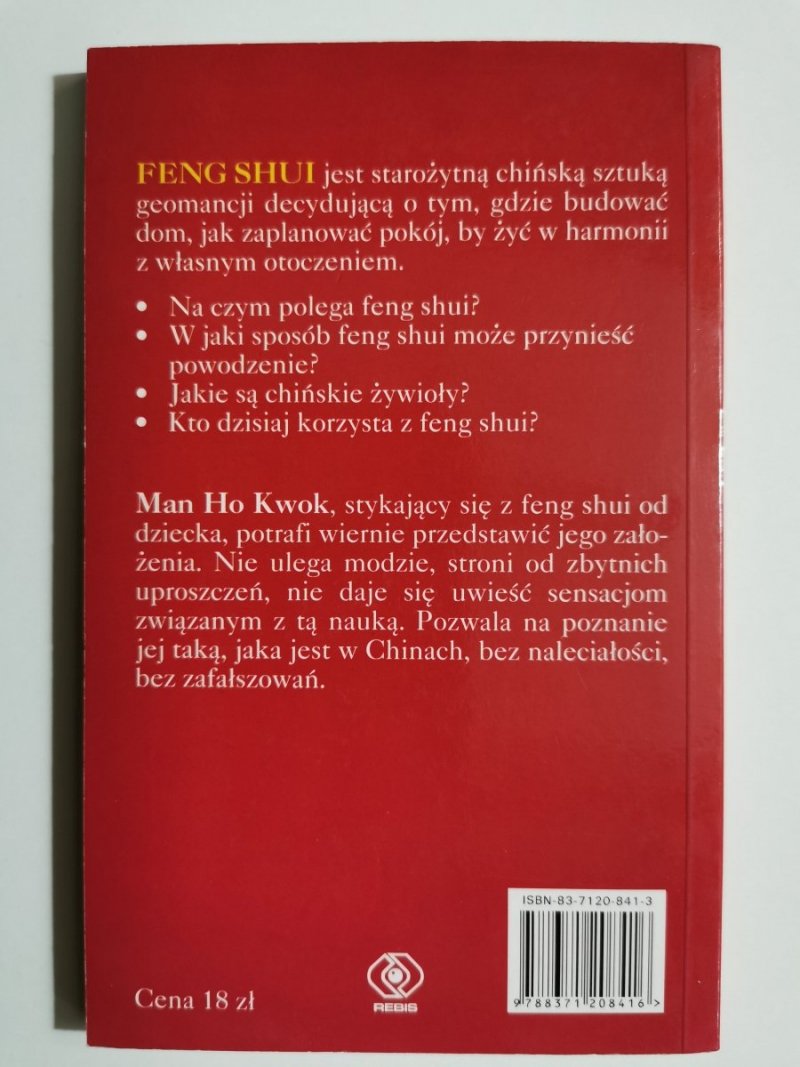 FENG SHUI jest starożytną chińską sztuką
geomancji decydującą o tym, gdzie budować
dom, jak zaplanować pokój, by żyć w harmonii
z własnym otoczeniem.
• Na czym polega feng shui?
• W jaki sposób feng shui może przynieść
powodzenie?
• Jakie są chińskie żywioły?
• Kto dzisiaj korzysta z feng shui?
Man Ho Kwok, stykający się z feng shui od
dziecka, potrafi wiernie przedstawić jego zało-
żenia. Nie ulega modzie, stroni od zbytnich
uproszczeń, nie daje się uwieść sensacjom
związanym z tą nauką. Pozwala na poznanie
jej taką, jaka jest w Chinach, bez naleciałości,
bez zafałszowań.
Cena 18 zł
REBIS
ISBN-83-7120-841-3
9788371208416>